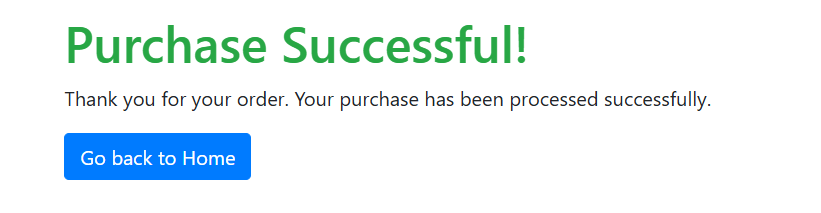 Purchase Successful!
Thank you for your order. Your purchase has been processed successfully.
Go back to Home